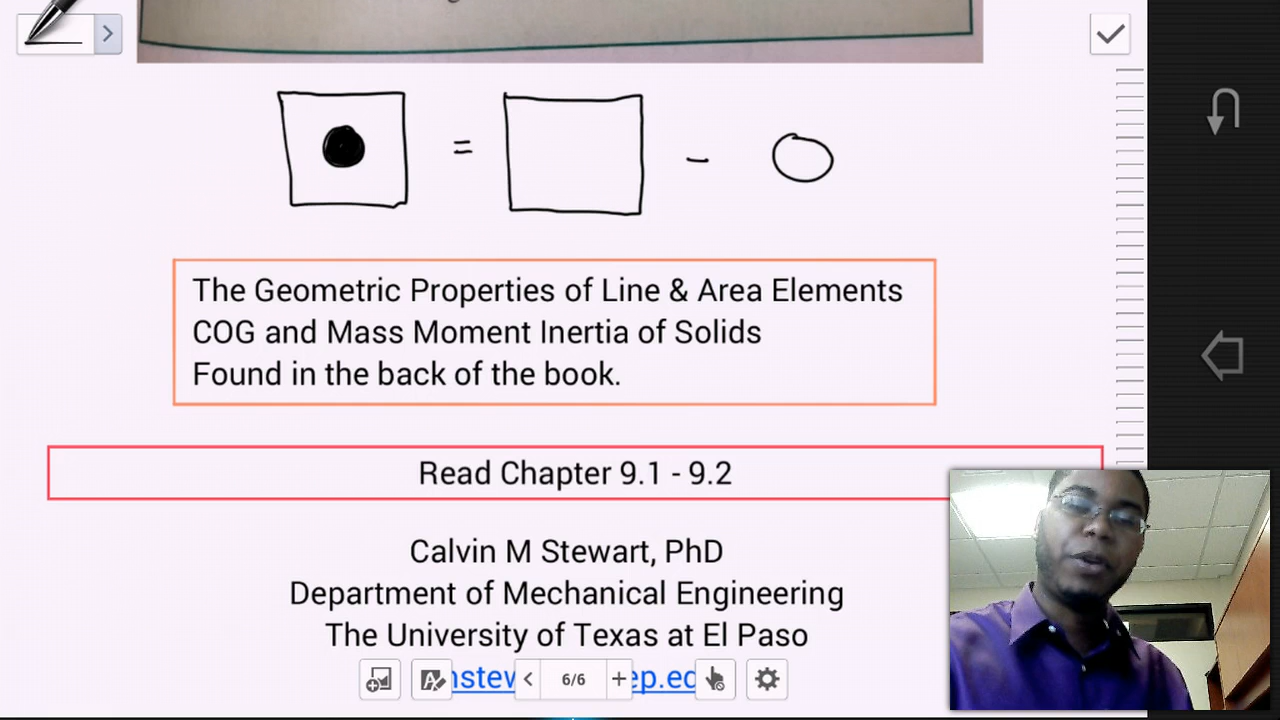 =
-
The Geometric Properties of Line & Area Elements
COG and Mass Moment Inertia of Solids
Found in the back of the book.
Read Chapter 9.1 - 9.2
Calvin M Stewart, PhD
Department of Mechanical Engineering
The University of Texas at El Paso
6/6